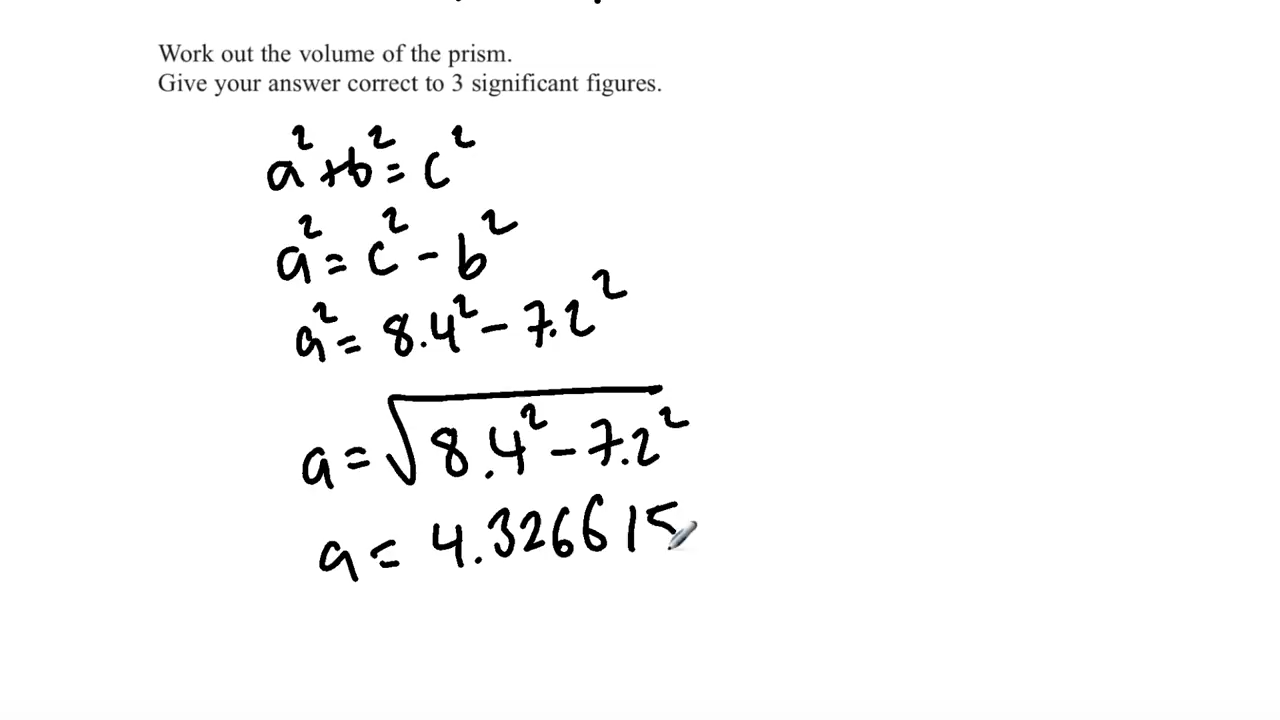 Work out the volume of the prism.
Give your answer correct to 3 significant figures.
a²+b²=c²
a²=c²-b²
a²=8.4²-7.2²
a=√8.4²-7.2²
a=4.326615